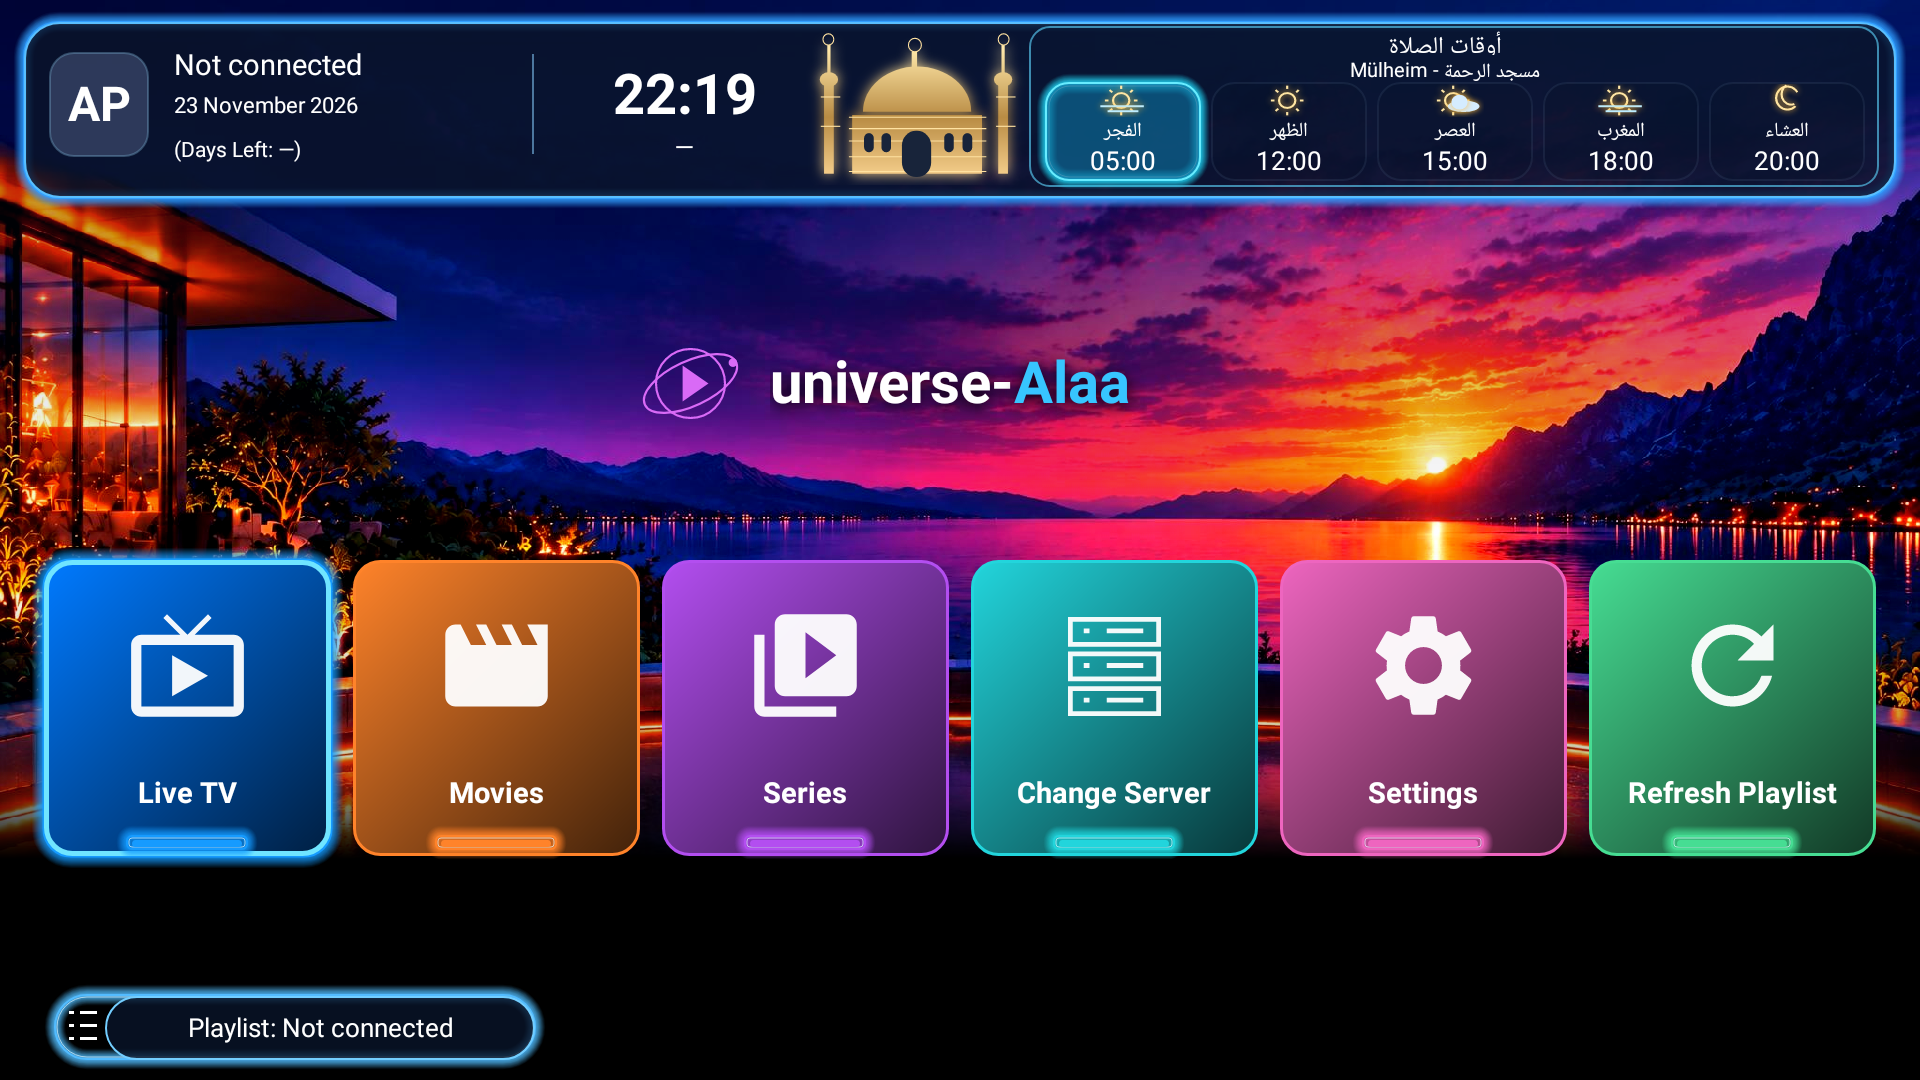 AP
Not connected
23 November 2026
(Days Left: —)
22:19
—
أوقات الصلاة
Mülheim - مسجد الرحمة
الفجر
05:00
الظهر
12:00
العصر
15:00
المغرب
18:00
العشاء
20:00
universe-Alaa
Live TV
Movies
Series
Change Server
Settings
Refresh Playlist
Playlist: Not connected